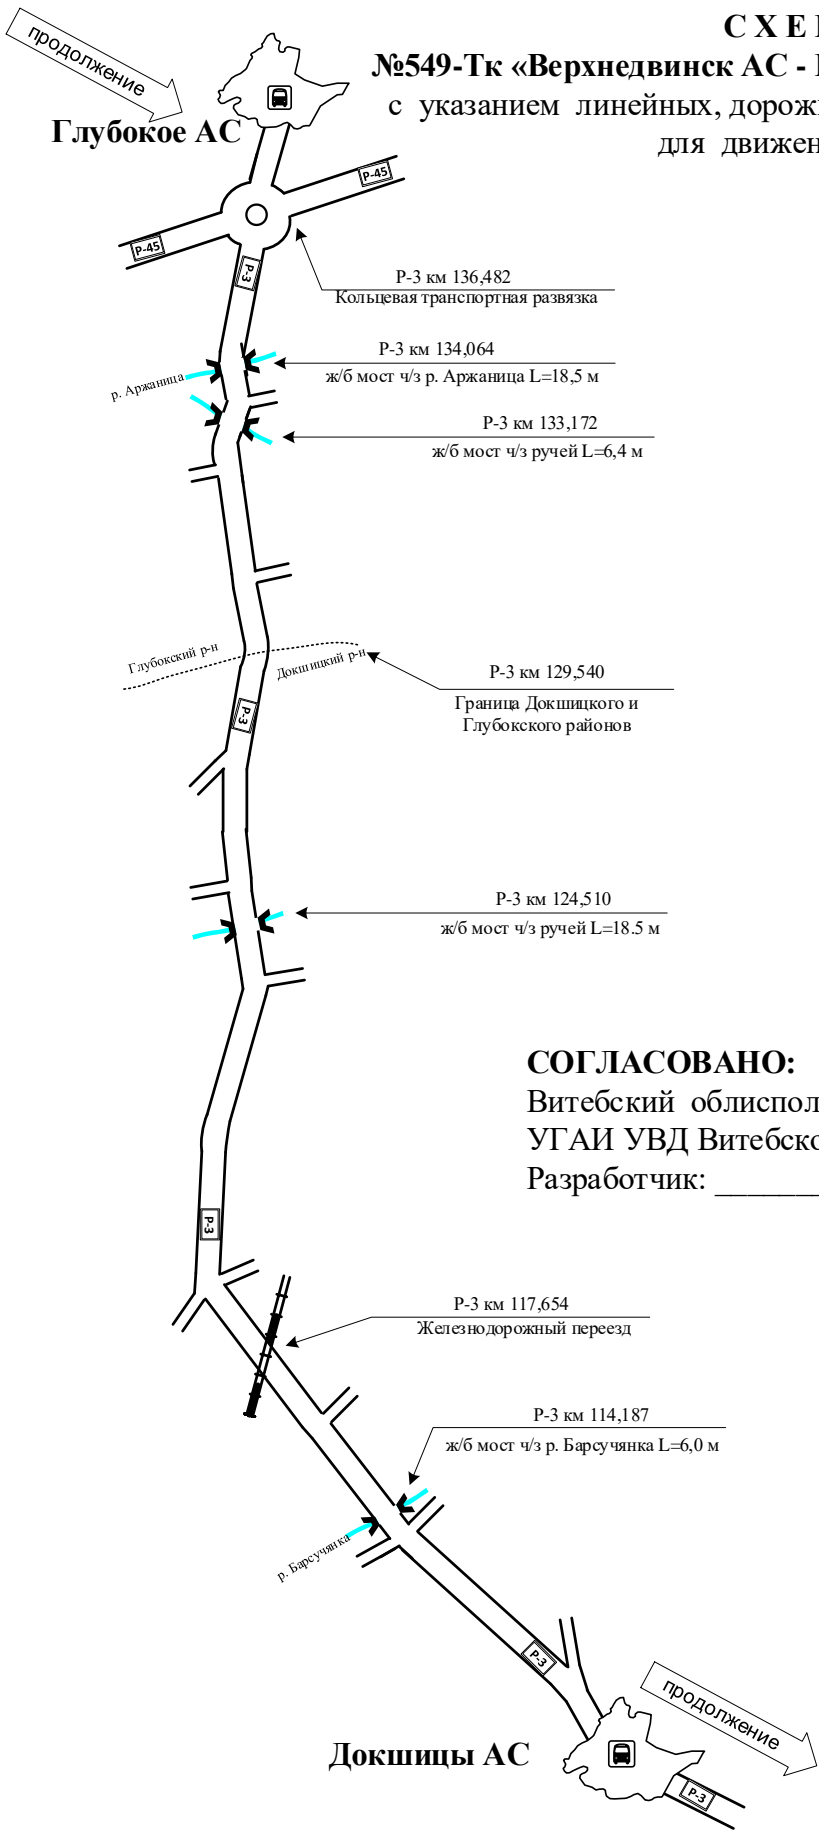 продолжение
С Х Е
№549-Тк «Верхнедвинск АС -
с указанием линейных, дорож
для движен
Глубокое АС
Р-45
Р-45
Р-3
Р-3 км 136,482
Кольцевая транспортная развязка
Р-3 км 134,064
ж/б мост ч/з р. Аржаница L=18,5 м
р. Аржаница
Р-3 км 133,172
ж/б мост ч/з ручей L=6,4 м
Глубокский р-н
Докшицкий р-н
Р-3 км 129,540
Граница Докшицкого и
Глубокского районов
Р-3
Р-3 км 124,510
ж/б мост ч/з ручей L=18.5 м
СОГЛАСОВАНО:
Витебский облиспол
УГАИ УВД Витебско
Разработчик: _______
Р-3
Р-3 км 117,654
Железнодорожный переезд
Р-3 км 114,187
ж/б мост ч/з р. Барсучянка L=6,0 м
р. Барсучянка
Р-3
продолжение
Докшицы АС
Р-3